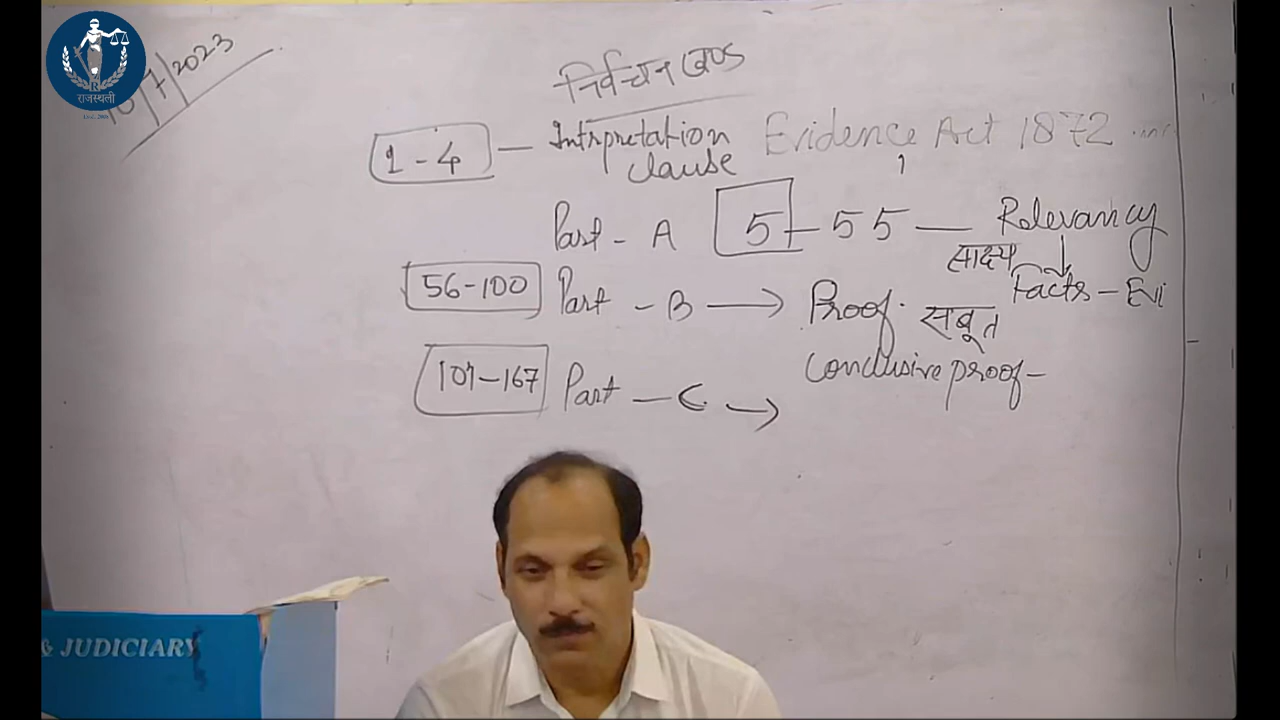 राजस्थली
10/7/2023
निर्वचन खण्ड
1-4 — Intrpretation clause
Evidence Act 1872
Part - A 5 - 55 — Relevancy
साक्ष्य Facts - Evi
56-100 Part - B → Proof. सबूत
Conclusive proof -
101-167 Part - C →
& JUDICIARY